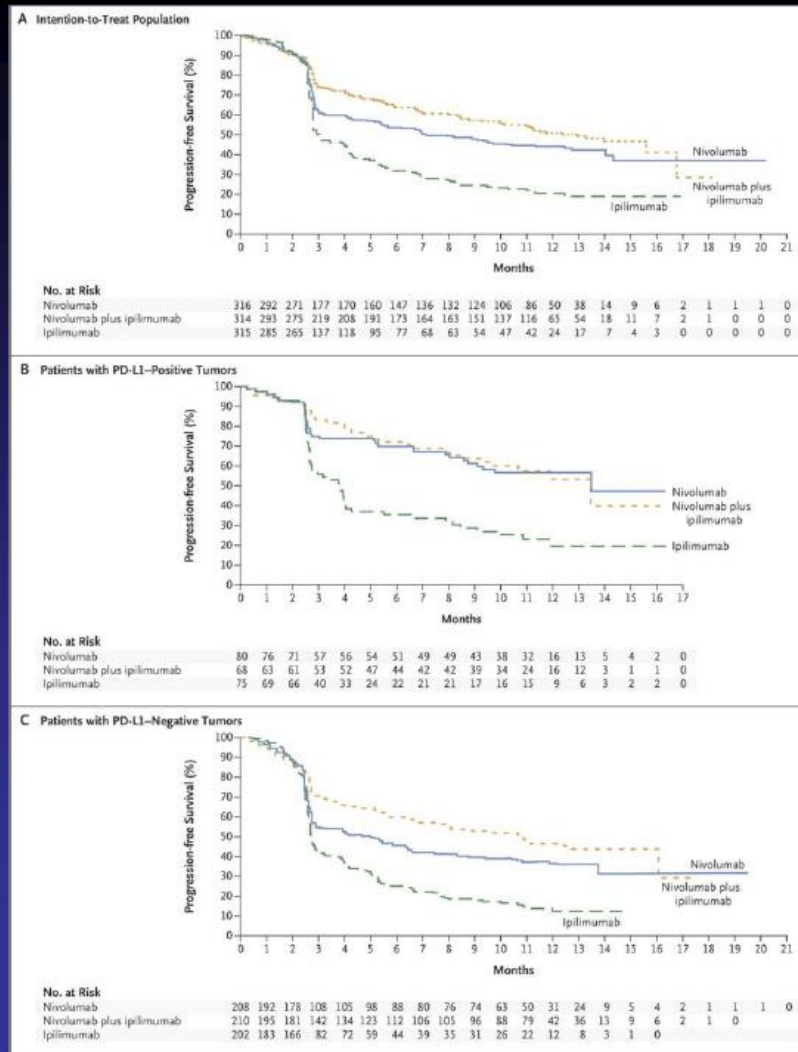 A Intention-to-Treat Population
100
90
80
70
60
50
40
30
20
10
0
Progression-free Survival (%)
Nivolumab
Nivolumab plus
ipilimumab
Ipilimumab
0 1 2 3 4 5 6 7 8 9 10 11 12 13 14 15 16 17 18 19 20 21
Months
No. at Risk
Nivolumab 316 292 271 177 170 160 147 136 132 124 106 86 50 38 14 9 6 2 1 1 1 0
Nivolumab plus ipilimumab 314 293 275 219 208 191 173 164 163 151 137 116 65 54 18 11 7 2 1 0 0 0
Ipilimumab 315 285 265 137 118 95 77 68 63 54 47 42 24 17 7 4 3 0 0 0 0 0
B Patients with PD-L1–Positive Tumors
100
90
80
70
60
50
40
30
20
10
0
Progression-free Survival (%)
Nivolumab
Nivolumab plus
ipilimumab
Ipilimumab
0 1 2 3 4 5 6 7 8 9 10 11 12 13 14 15 16 17
Months
No. at Risk
Nivolumab 80 76 71 57 56 54 51 49 49 43 38 32 16 13 5 4 2 0
Nivolumab plus ipilimumab 68 63 61 53 52 47 44 42 42 39 34 24 16 12 3 1 1 0
Ipilimumab 75 69 66 40 33 24 22 21 21 17 16 15 9 6 3 2 2 0
C Patients with PD-L1–Negative Tumors
100
90
80
70
60
50
40
30
20
10
0
Progression-free Survival (%)
Nivolumab
Nivolumab plus
ipilimumab
Ipilimumab
0 1 2 3 4 5 6 7 8 9 10 11 12 13 14 15 16 17 18 19 20 21
Months
No. at Risk
Nivolumab 208 192 178 108 105 98 88 80 76 74 63 50 31 24 9 5 4 2 1 1 1 0
Nivolumab plus ipilimumab 210 195 181 142 134 123 112 106 105 96 88 79 42 36 13 9 6 2 1 0
Ipilimumab 202 183 166 82 72 59 44 39 35 31 26 22 12 8 3 1 0